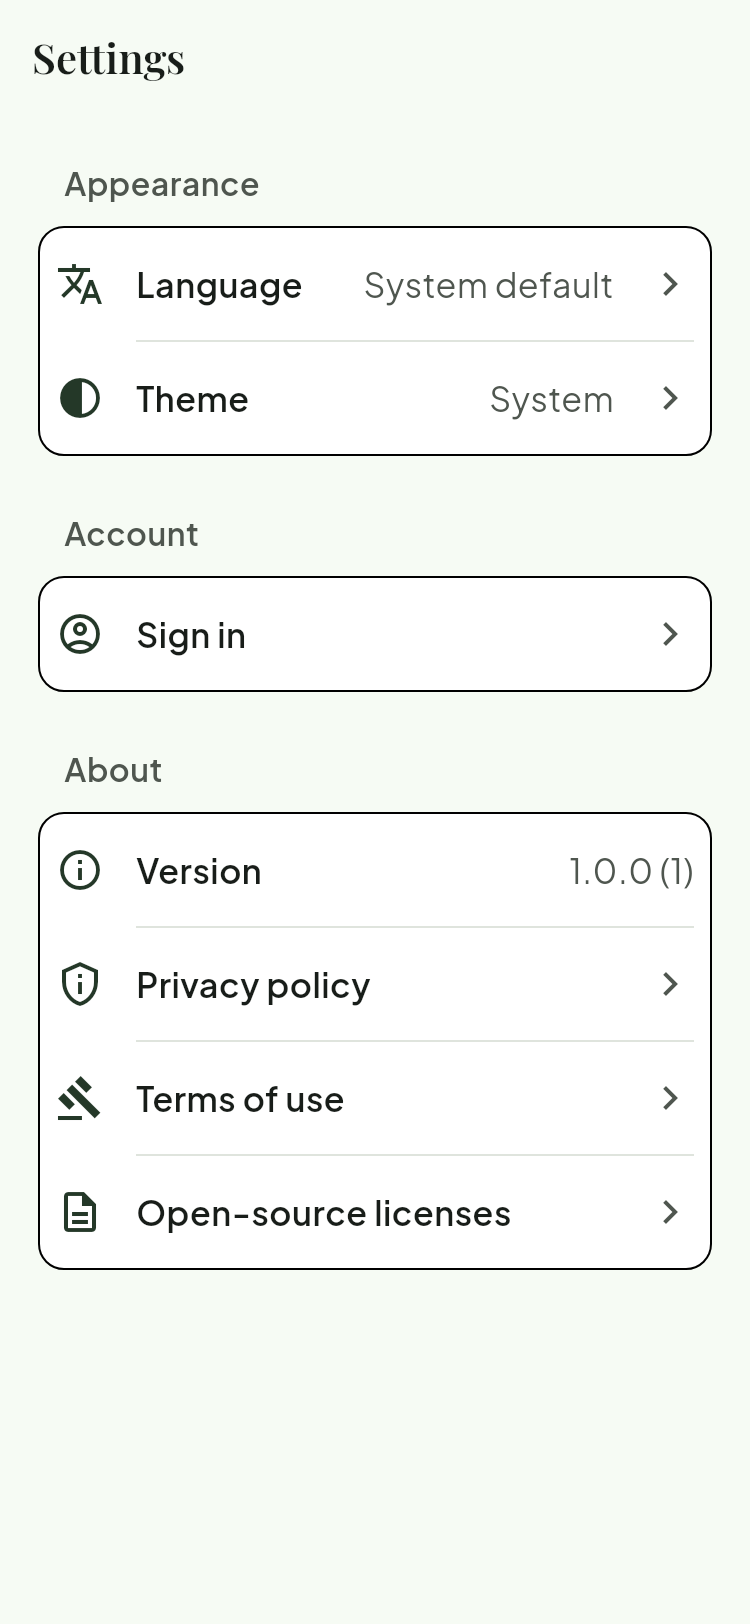 Settings
Appearance
Language System default
Theme System
Account
Sign in
About
Version 1.0.0 (1)
Privacy policy
Terms of use
Open-source licenses